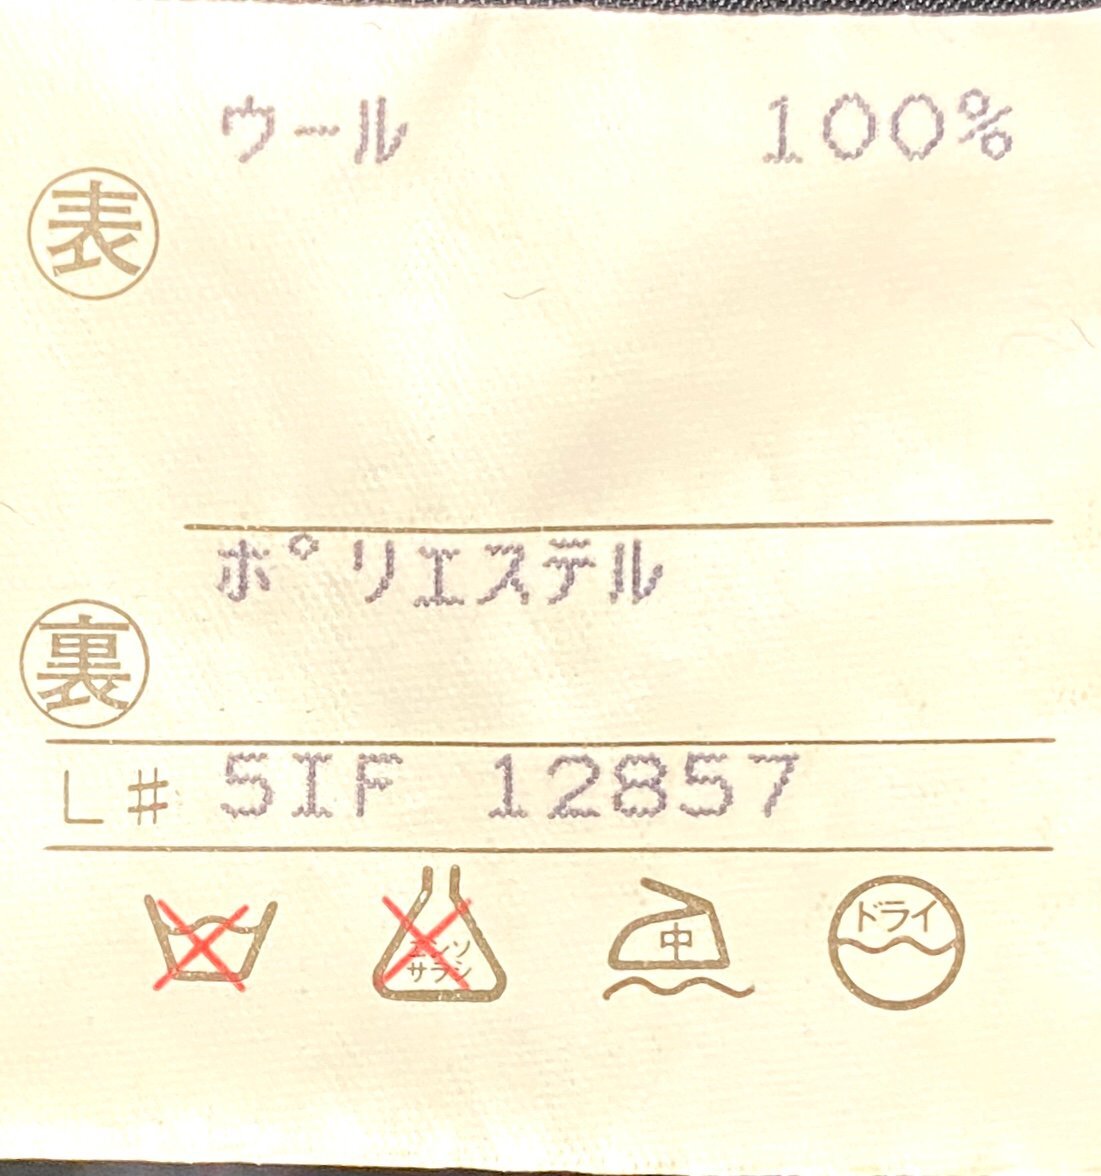 ウール 100%
表
ポリエステル
裏
L# 5IF 12857
エンソ
サラシ
中
ドライ